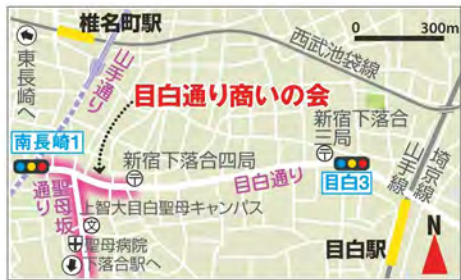 椎名町駅
0 300m
東長崎へ
山手通り
西武池袋線
目白通り商いの会
南長崎1
新宿下落合四局
新宿下落合
三局
目白通り
目白3
山手線
埼京線
聖母坂
通り
上智大目白聖母キャンパス
文
聖母病院
下落合駅へ
目白駅
N